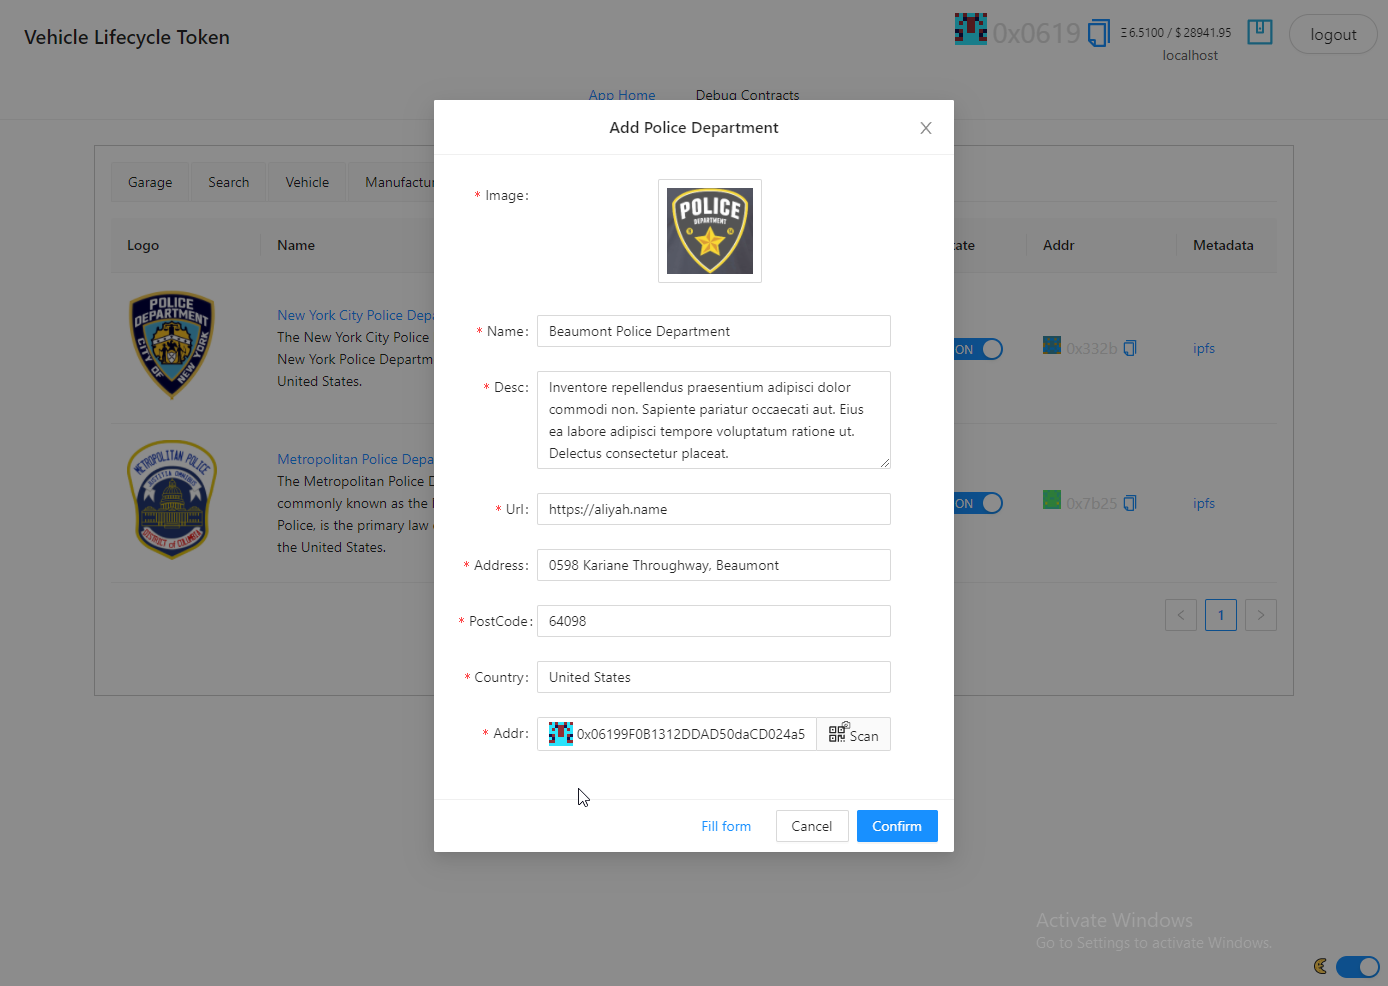 Vehicle Lifecycle Token
0x0619
Ξ6.5100 / $ 28941.95
localhost
logout
App Home
Debug Contracts
Garage
Search
Vehicle
Manufactur
Logo
Name
ate
Addr
Metadata
POLICE
DEPARTMENT
CITY OF NEW YORK
New York City Police Depa
The New York City Police
New York Police Departm
United States.
ON
0x332b
ipfs
METROPOLITAN POLICE
JUSTITIA OMNIBUS
DISTRICT of COLUMBIA
Metropolitan Police Depa
The Metropolitan Police D
commonly known as the
Police, is the primary law
the United States.
ON
0x7b25
ipfs
<
1
>
Add Police Department
* Image:
POLICE
DEPARTMENT
* Name:
Beaumont Police Department
* Desc:
Inventore repellendus praesentium adipisci dolor
commodi non. Sapiente pariatur occaecati aut. Eius
ea labore adipisci tempore voluptatum ratione ut.
Delectus consectetur placeat.
* Url:
https://aliyah.name
* Address:
0598 Kariane Throughway, Beaumont
* PostCode:
64098
* Country:
United States
* Addr:
0x06199F0B1312DDAD50daCD024a5
Scan
Fill form
Cancel
Confirm
Activate Windows
Go to Settings to activate Windows.